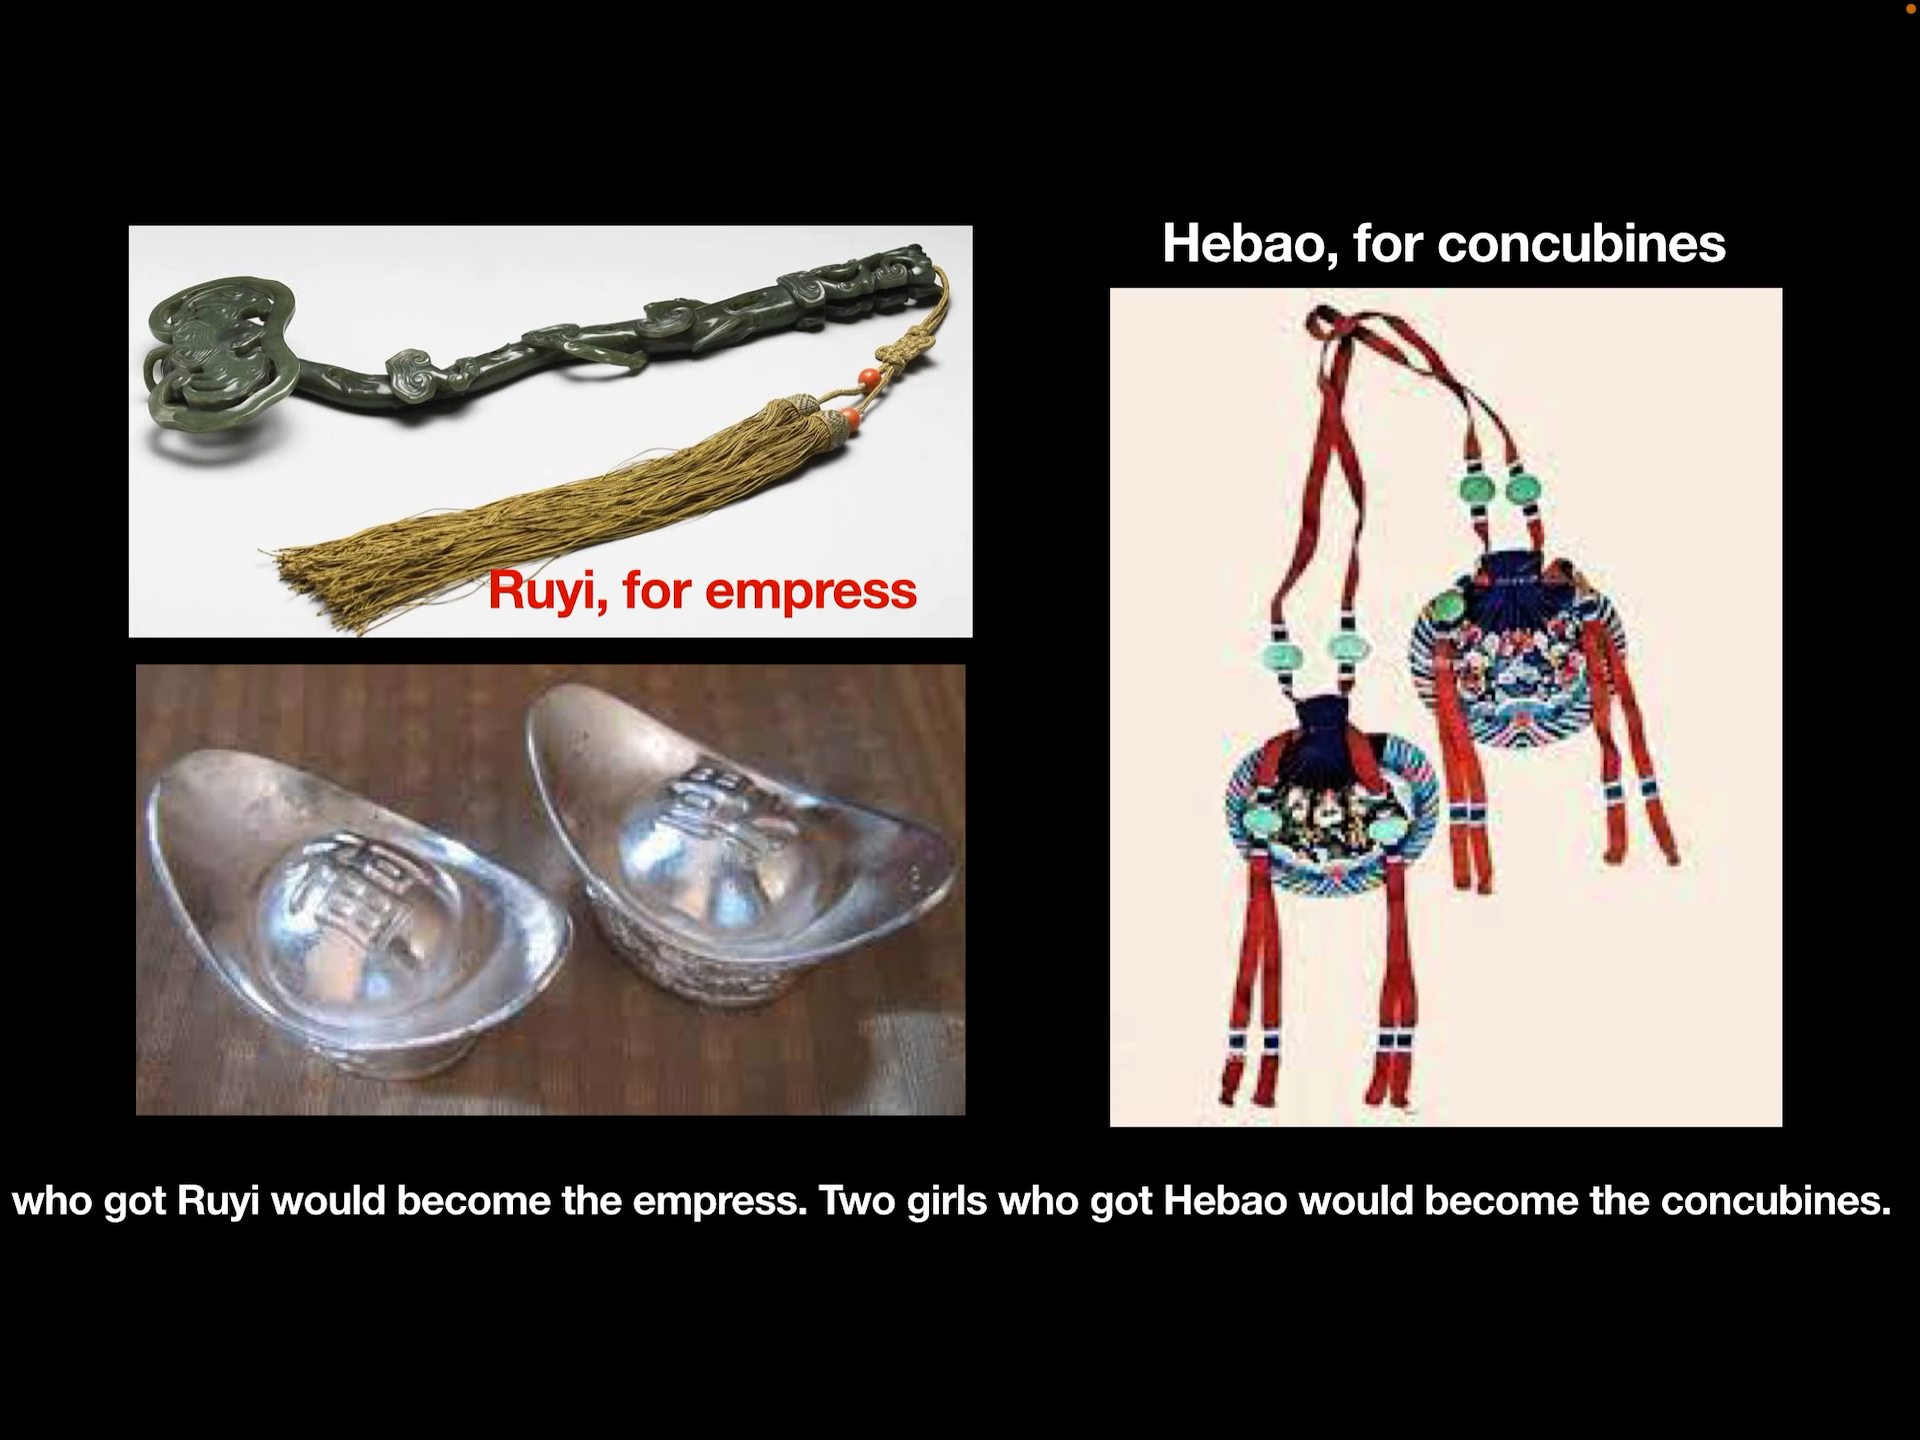 Hebao, for concubines
Ruyi, for empress
who got Ruyi would become the empress. Two girls who got Hebao would become the concubines.